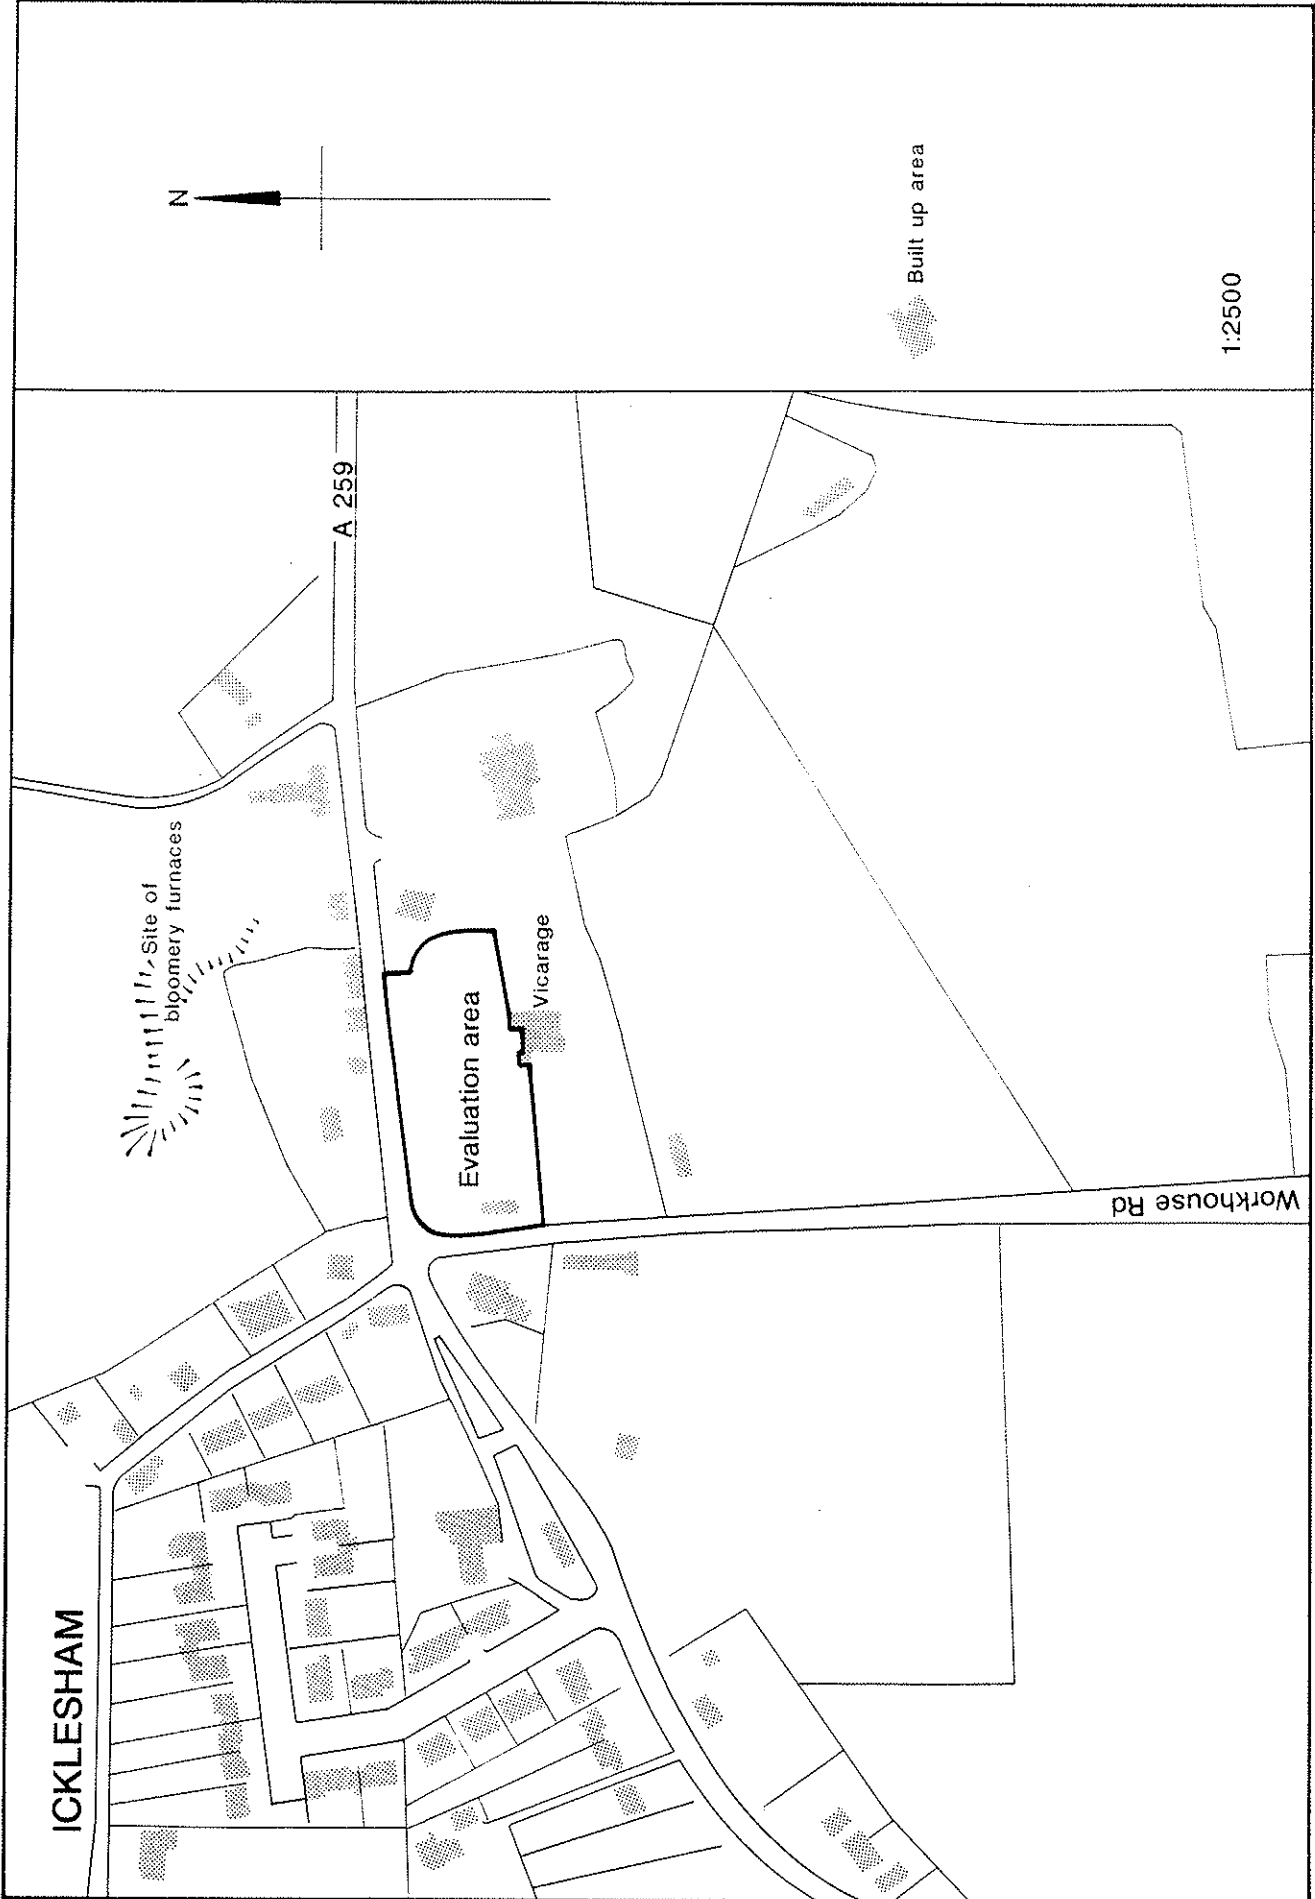 ICKLESHAM
Site of
bloomery furnaces
A 259
Evaluation area
Vicarage
Workhouse Rd
N
Built up area
1:2500